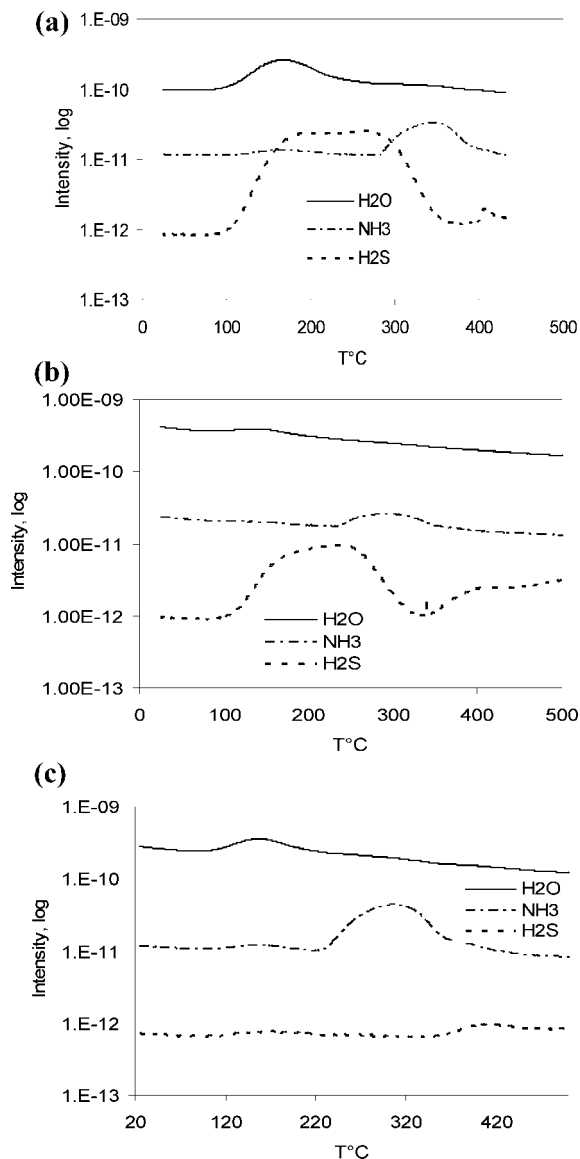 (a)
1.E-09
1.E-10
1.E-11
1.E-12
1.E-13
Intensity, log
H2O
NH3
H2S
0 100 200 300 400 500
T°C
(b)
1.00E-09
1.00E-10
1.00E-11
1.00E-12
1.00E-13
Intensity, log
H2O
NH3
H2S
0 100 200 300 400 500
T°C
(c)
1.E-09
1.E-10
1.E-11
1.E-12
1.E-13
Intensity, log
H2O
NH3
H2S
20 120 220 320 420
T°C